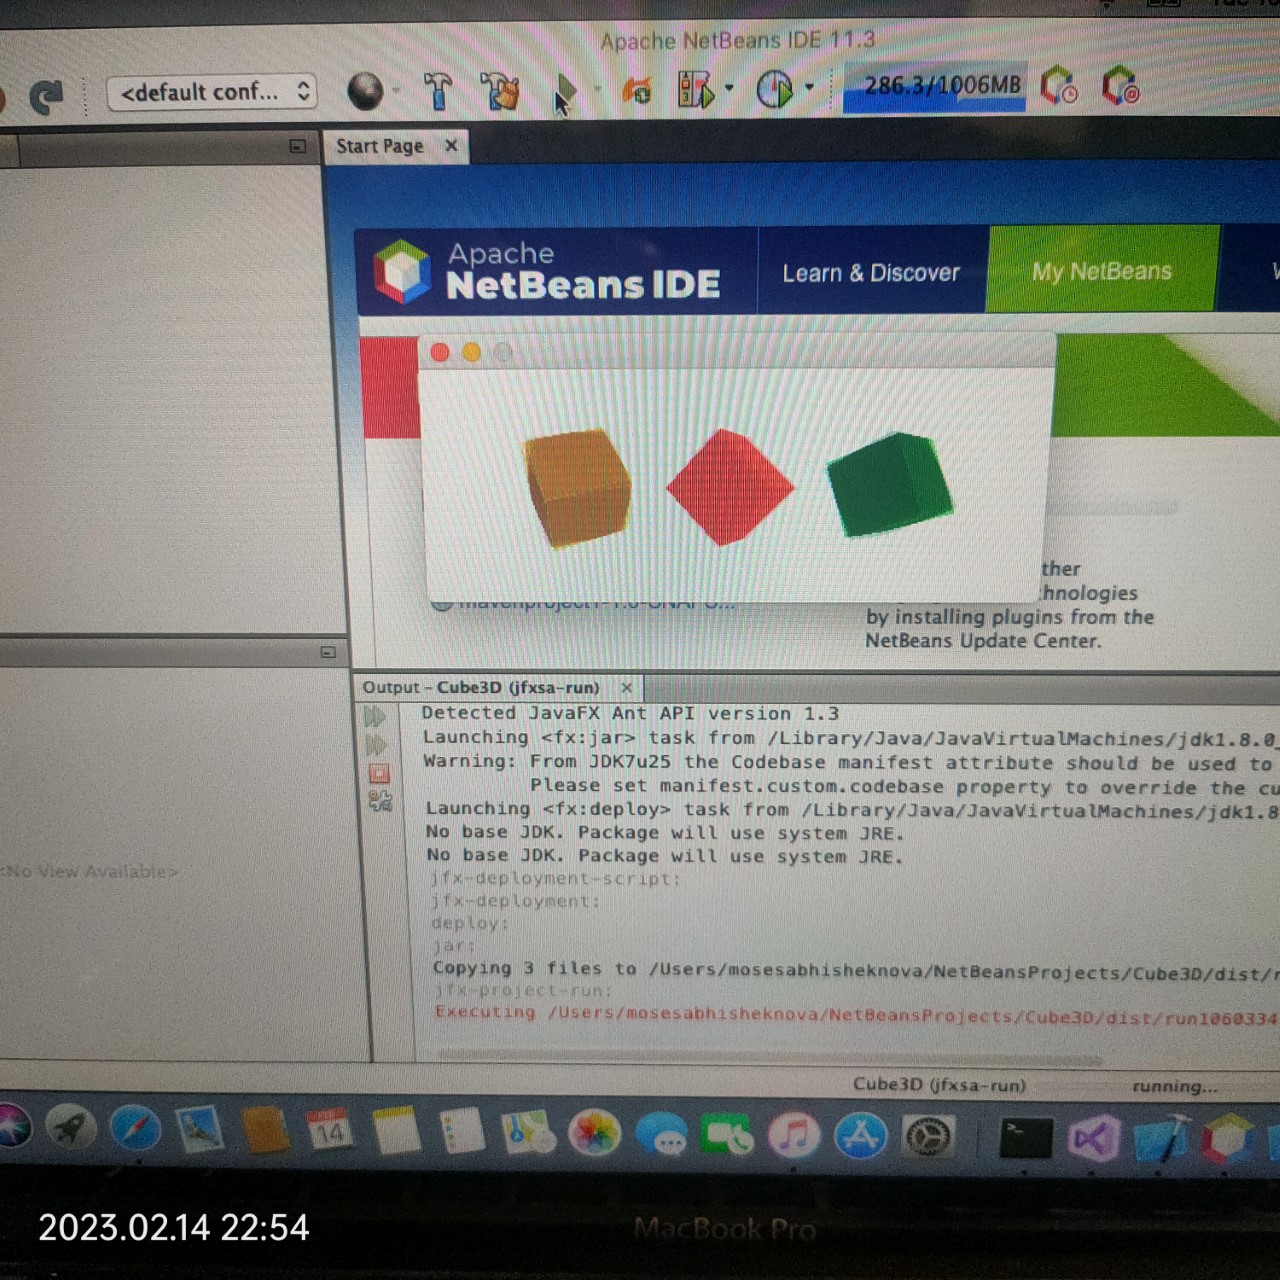 Apache NetBeans IDE 11.3
<default conf...
286.3/1006MB
Start Page
Apache
NetBeans IDE
Learn & Discover
My NetBeans
ther
hnologies
by installing plugins from the
NetBeans Update Center.
Output - Cube3D (jfxsa-run)
Detected JavaFX Ant API version 1.3
Launching <fx:jar> task from /Library/Java/JavaVirtualMachines/jdk1.8.0_
Warning: From JDK7u25 the Codebase manifest attribute should be used to
Please set manifest.custom.codebase property to override the cu
Launching <fx:deploy> task from /Library/Java/JavaVirtualMachines/jdk1.8
No base JDK. Package will use system JRE.
No base JDK. Package will use system JRE.
jfx-deployment-script:
jfx-deployment:
deploy:
jar:
Copying 3 files to /Users/mosesabhisheknova/NetBeansProjects/Cube3D/dist/r
jfx-project-run:
Executing /Users/mosesabhisheknova/NetBeansProjects/Cube3D/dist/run1060334
<No View Available>
Cube3D (jfxsa-run)
running...
14
MacBook Pro
2023.02.14 22:54